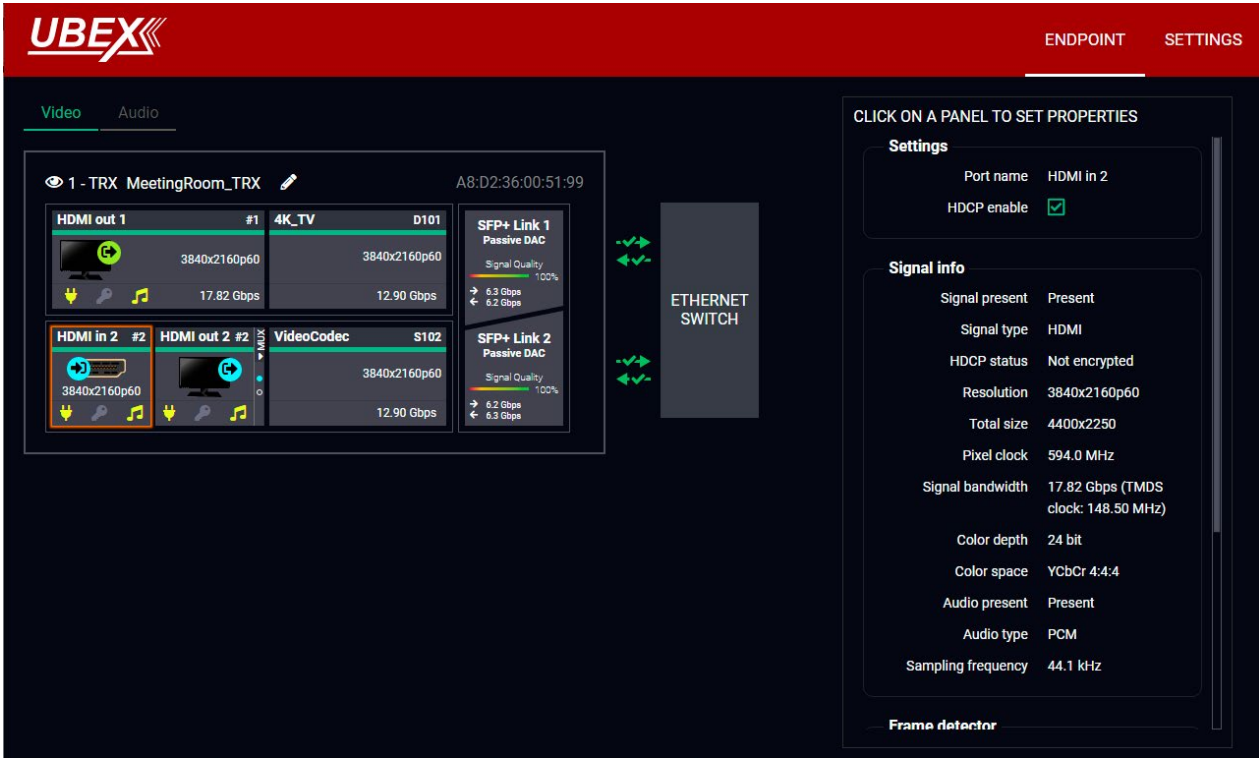 UBEX
ENDPOINT SETTINGS
Video Audio
1 - TRX MeetingRoom_TRX A8:D2:36:00:51:99
HDMI out 1 #1
3840x2160p60
17.82 Gbps
4K_TV D101
3840x2160p60
12.90 Gbps
SFP+ Link 1
Passive DAC
Signal Quality
100%
6.3 Gbps
6.2 Gbps
HDMI in 2 #2
3840x2160p60
HDMI out 2 #2
MUX
VideoCodec S102
3840x2160p60
12.90 Gbps
SFP+ Link 2
Passive DAC
Signal Quality
100%
6.2 Gbps
6.3 Gbps
ETHERNET
SWITCH
CLICK ON A PANEL TO SET PROPERTIES
Settings
Port name HDMI in 2
HDCP enable
Signal info
Signal present Present
Signal type HDMI
HDCP status Not encrypted
Resolution 3840x2160p60
Total size 4400x2250
Pixel clock 594.0 MHz
Signal bandwidth 17.82 Gbps (TMDS
clock: 148.50 MHz)
Color depth 24 bit
Color space YCbCr 4:4:4
Audio present Present
Audio type PCM
Sampling frequency 44.1 kHz
Frame detector